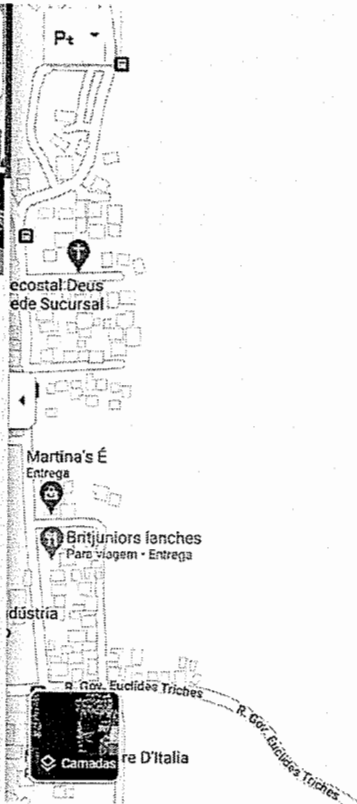 Pt
ecostal Deus
ede Sucursal
Martina's É
Entrega
Britjuniors lanches
Para viagem • Entrega
dústria
R. Gov. Euclides Triches
R. Gov. Euclides Triches
Camadas
re D'Italia